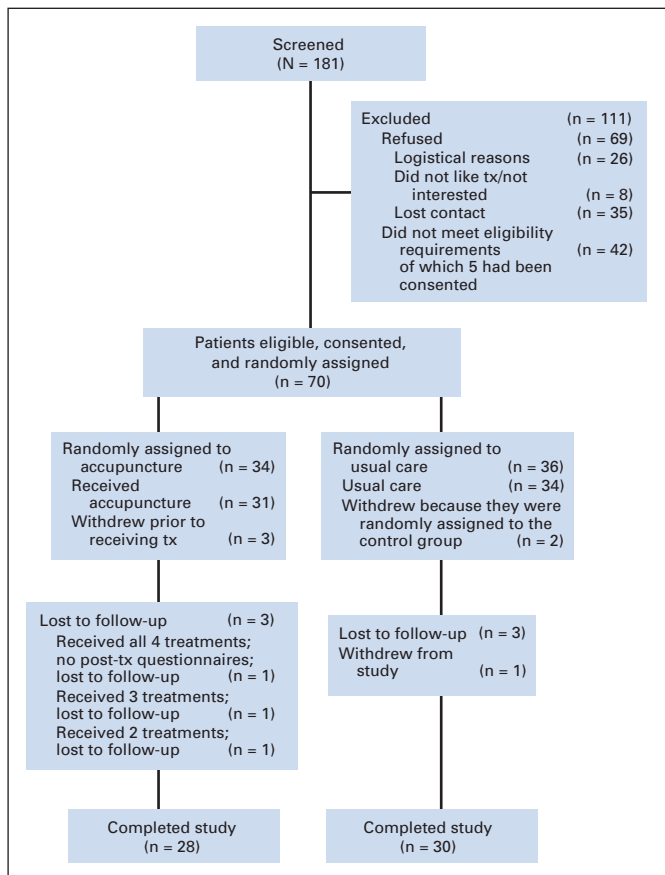 Screened
(N = 181)
Excluded (n = 111)
Refused (n = 69)
Logistical reasons (n = 26)
Did not like tx/not
interested (n = 8)
Lost contact (n = 35)
Did not meet eligibility
requirements (n = 42)
of which 5 had been
consented
Patients eligible, consented,
and randomly assigned
(n = 70)
Randomly assigned to
accupuncture (n = 34)
Received
accupuncture (n = 31)
Withdrew prior to
receiving tx (n = 3)
Randomly assigned to
usual care (n = 36)
Usual care (n = 34)
Withdrew because they were
randomly assigned to the
control group (n = 2)
Lost to follow-up (n = 3)
Received all 4 treatments;
no post-tx questionnaires;
lost to follow-up (n = 1)
Received 3 treatments;
lost to follow-up (n = 1)
Received 2 treatments;
lost to follow-up (n = 1)
Lost to follow-up (n = 3)
Withdrew from
study (n = 1)
Completed study
(n = 28)
Completed study
(n = 30)